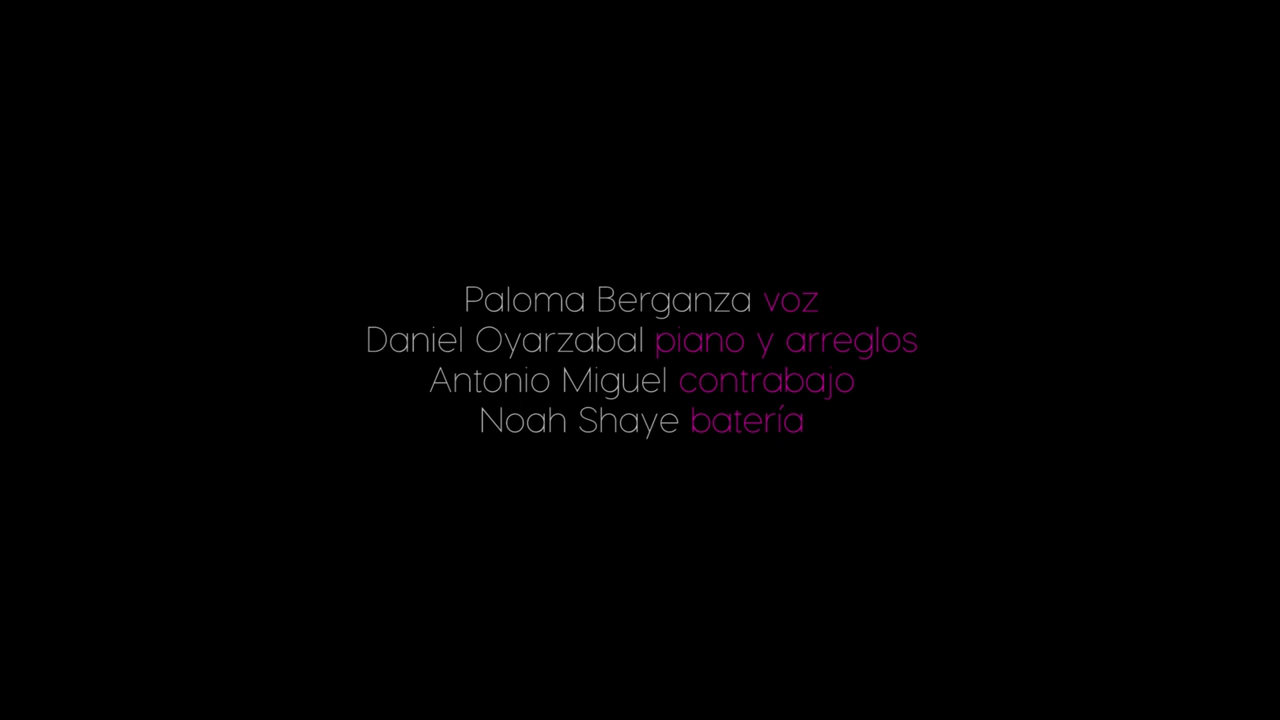 Paloma Berganza voz
Daniel Oyarzabal piano y arreglos
Antonio Miguel contrabajo
Noah Shaye batería